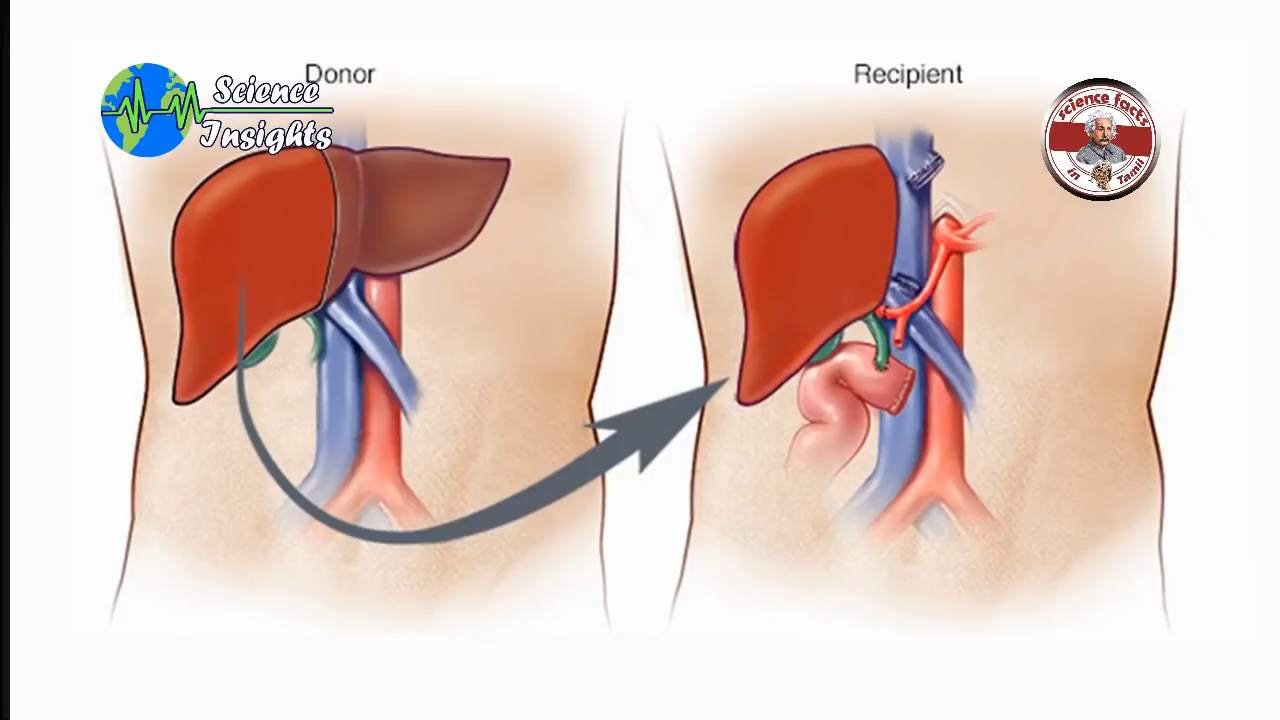 Donor
Recipient
Science
Insights
science facts
in Tamil